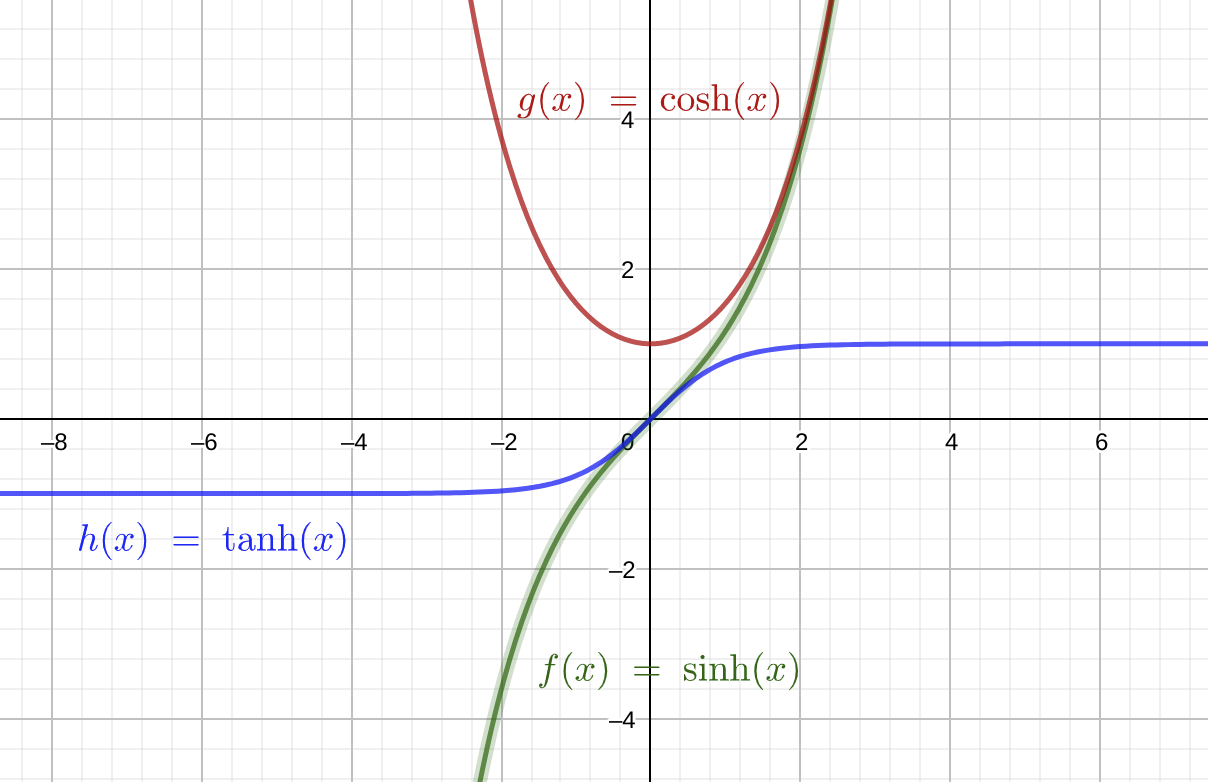 g(x) = cosh(x)
4
2
–8 –6 –4 –2 0 2 4 6
h(x) = tanh(x)
–2
f(x) = sinh(x)
–4